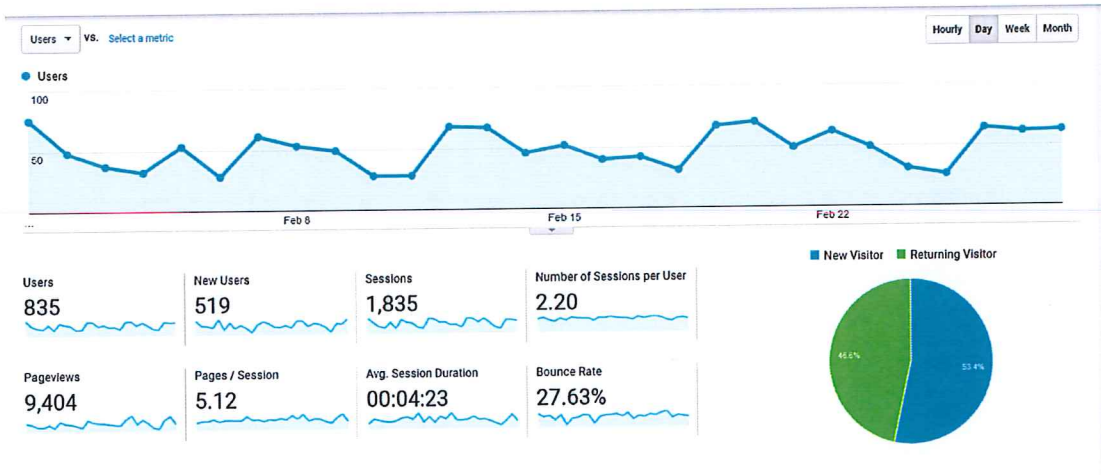 Users vs. Select a metric
Hourly Day Week Month
Users
100
50
... Feb 8 Feb 15 Feb 22
New Visitor Returning Visitor
Users
835
New Users
519
Sessions
1,835
Number of Sessions per User
2.20
Pageviews
9,404
Pages / Session
5.12
Avg. Session Duration
00:04:23
Bounce Rate
27.63%
46.6%
53.4%